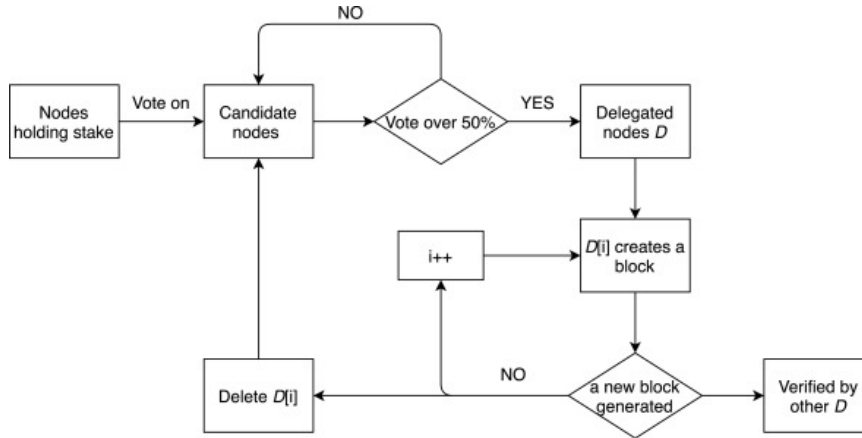 NO
Nodes
holding stake
Vote on
Candidate
nodes
Vote over 50%
YES
Delegated
nodes D
i++
D[i] creates a
block
Delete D[i]
NO
a new block
generated
Verified by
other D